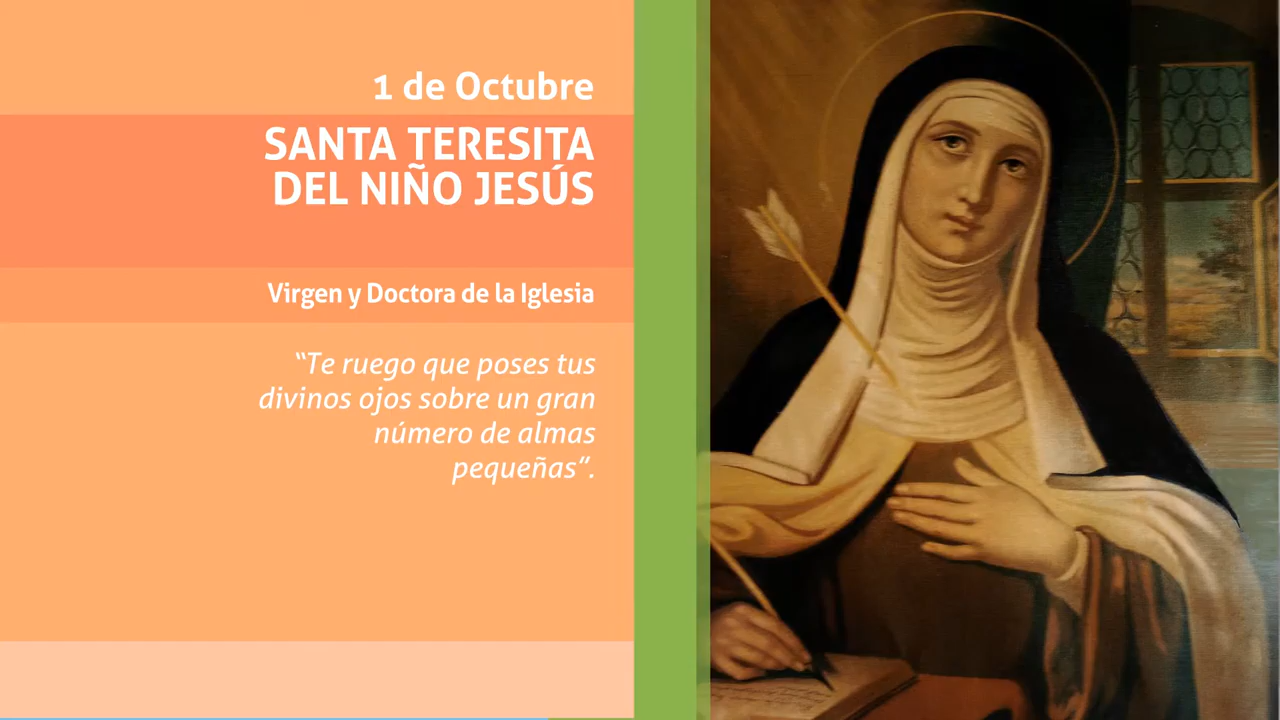 1 de Octubre
SANTA TERESITA
DEL NIÑO JESÚS
Virgen y Doctora de la Iglesia
“Te ruego que poses tus
divinos ojos sobre un gran
número de almas
pequeñas”.